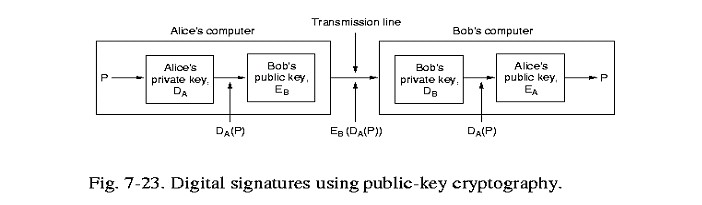 Transmission line
Alice's computer
Bob's computer
P
Alice's
private key,
DA
Bob's
public key,
EB
Bob's
private key,
DB
Alice's
public key,
EA
P
DA(P)
EB (DA(P))
DA(P)
Fig. 7-23. Digital signatures using public-key cryptography.